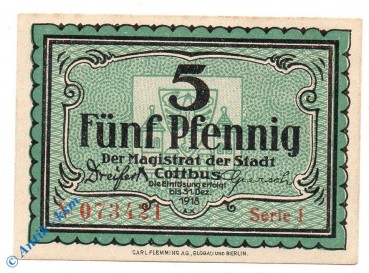 5
Fünf Pfennig
Der Magistrat der Stadt
Cottbus
Dreifert
Die Einlösung erfolgt
bis 31. Dez.
1918
A.K.
073421 Serie I
CARL FLEMMING A.G., GLOGAU UND BERLIN.